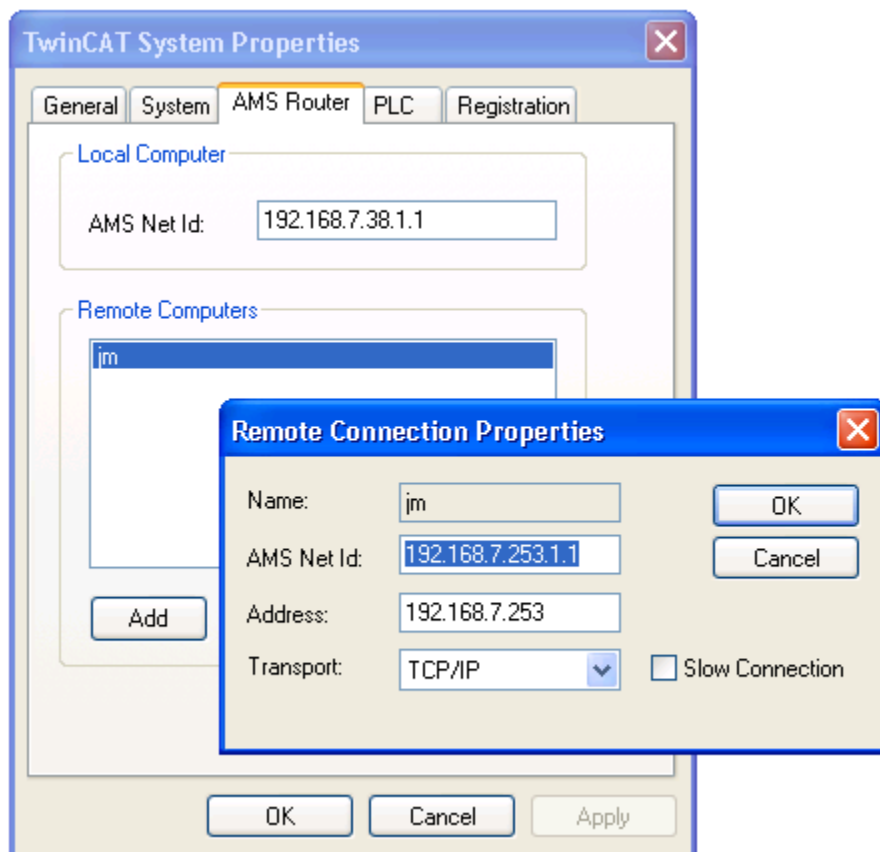 TwinCAT System Properties
General System AMS Router PLC Registration
Local Computer
AMS Net Id: 192.168.7.38.1.1
Remote Computers
jm
Remote Connection Properties
Name: jm OK
AMS Net Id: 192.168.7.253.1.1 Cancel
Add Address: 192.168.7.253
Transport: TCP/IP Slow Connection
OK Cancel Apply